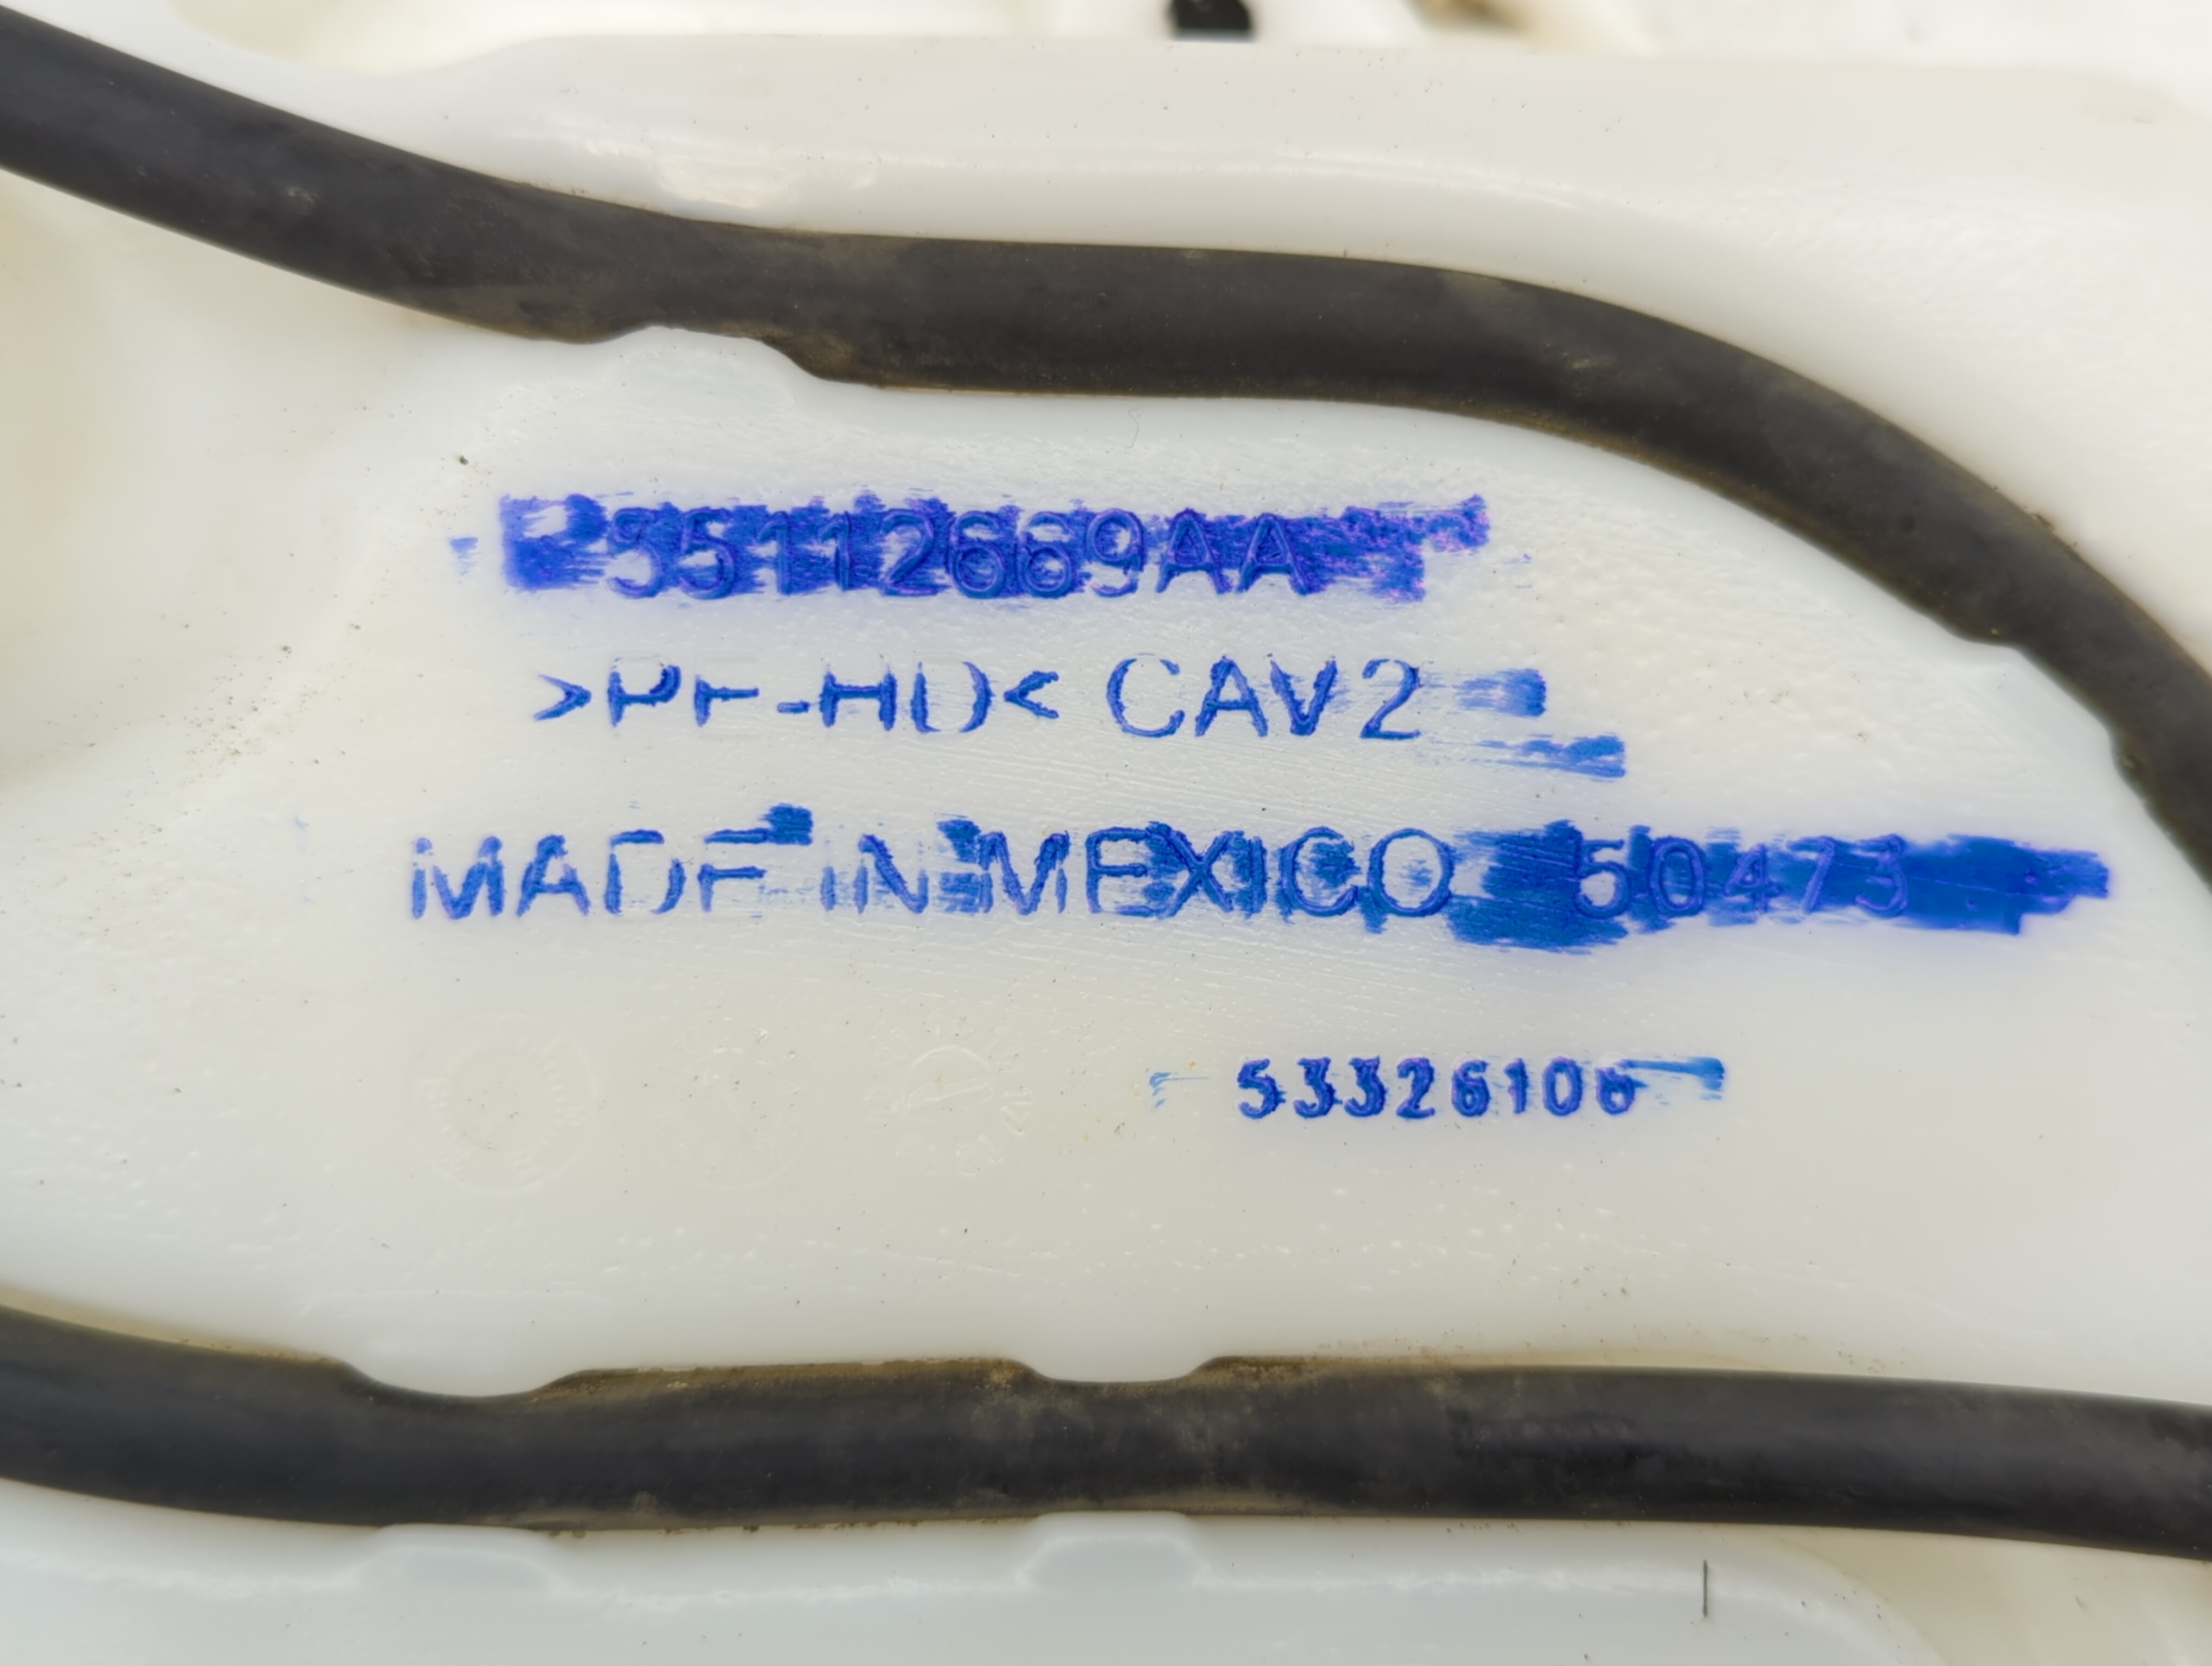 55112669AA
>PE-HD< CAV2
MADE IN MEXICO 50473
53326106